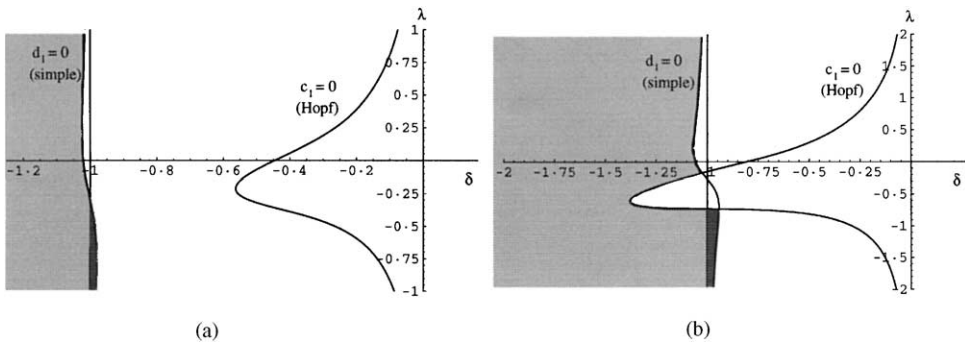 λ
1
0·75
d₁ = 0
(simple)
c₁ = 0
(Hopf)
0·5
0·25
-1·2 -1 -0·8 -0·6 -0·4 -0·2
δ
-0·25
-0·5
-0·75
-1
(a)
λ
2
1·5
d₁ = 0
(simple)
c₁ = 0
(Hopf)
1
0·5
-2 -1·75 -1·5 -1·25 -1 -0·75 -0·5 -0·25
δ
-0·5
-1
-1·5
-2
(b)